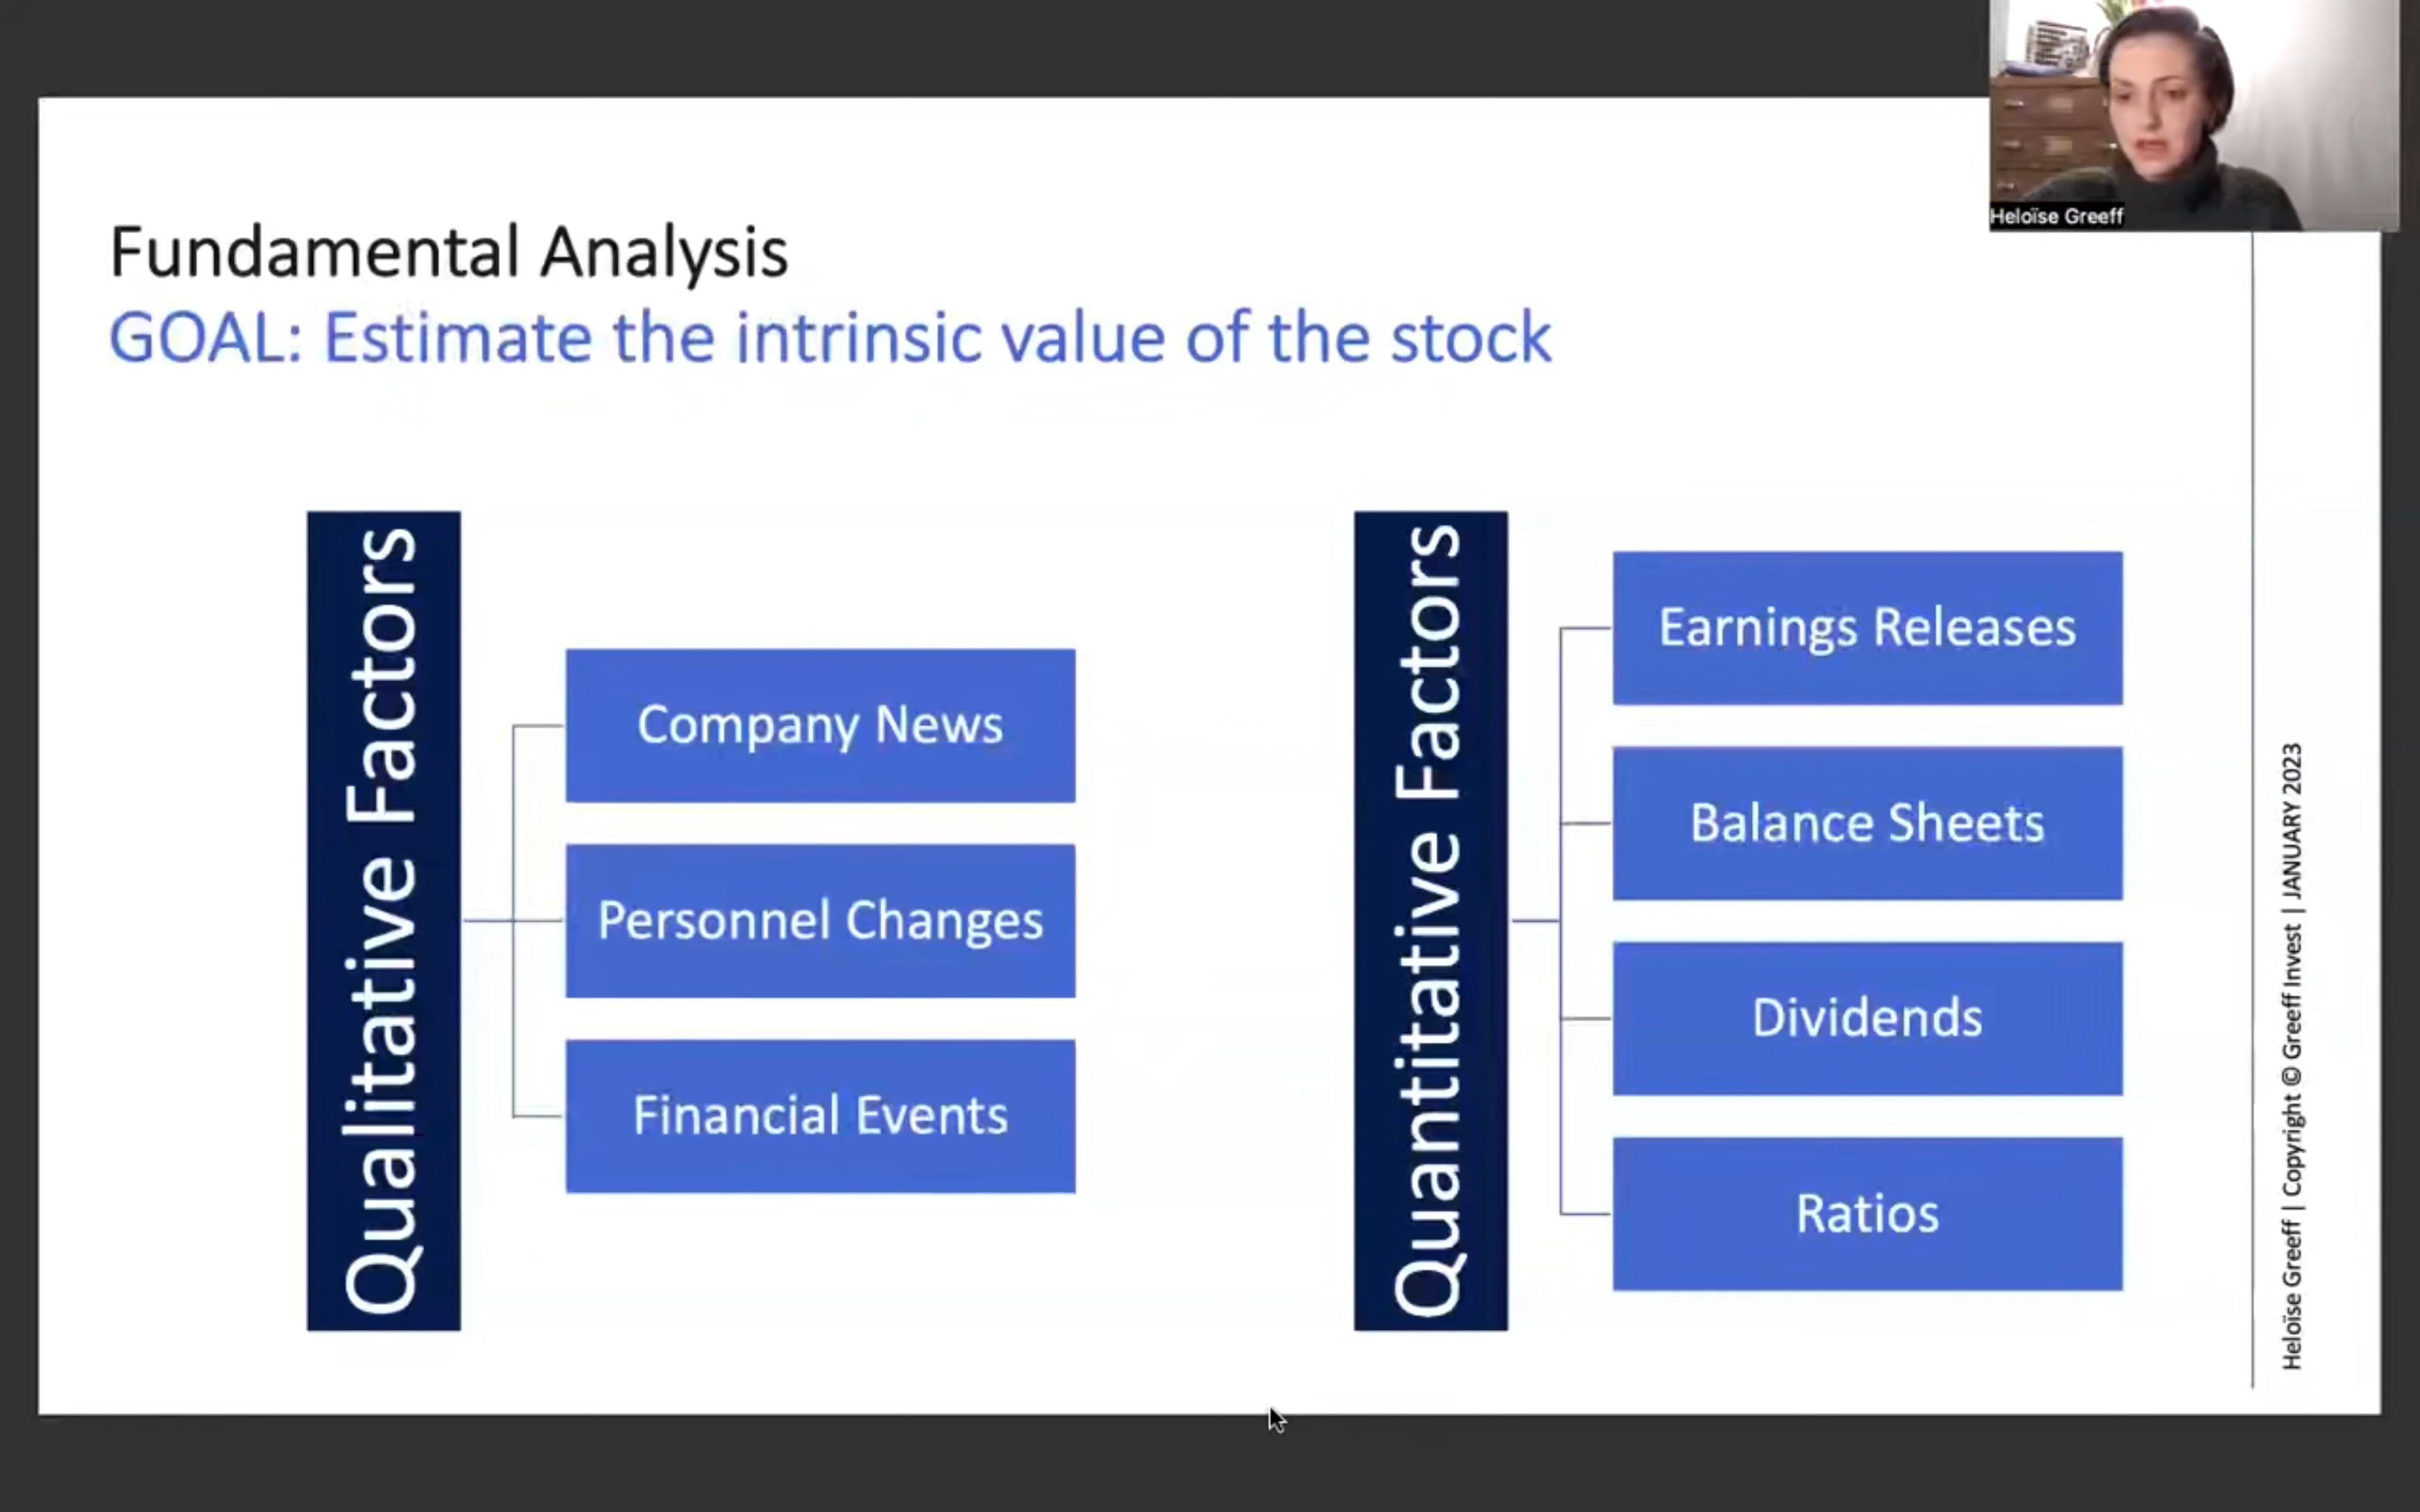 Heloïse Greeff
Fundamental Analysis
GOAL: Estimate the intrinsic value of the stock
Qualitative Factors
Company News
Personnel Changes
Financial Events
Quantitative Factors
Earnings Releases
Balance Sheets
Dividends
Ratios
Heloïse Greeff | Copyright © Greeff Invest | JANUARY 2023